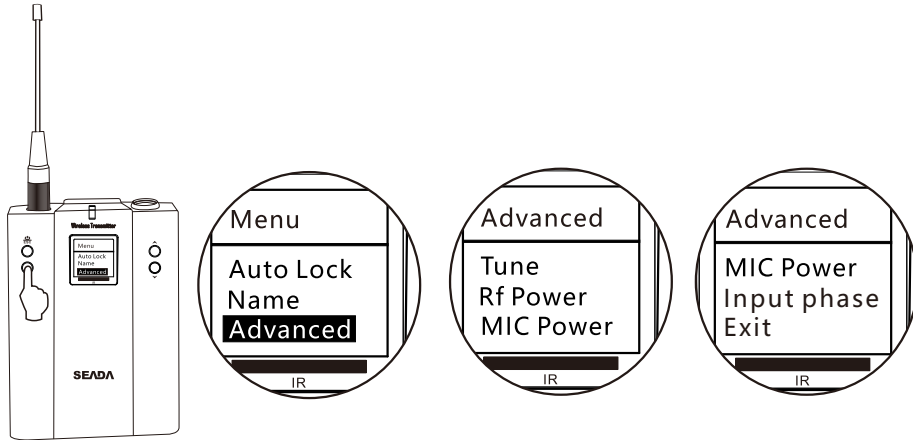 Wireless Transmitter
Menu
Auto Lock
Name
Advanced
IR
SEADA
Menu
Auto Lock
Name
Advanced
IR
Advanced
Tune
Rf Power
MIC Power
IR
Advanced
MIC Power
Input phase
Exit
IR